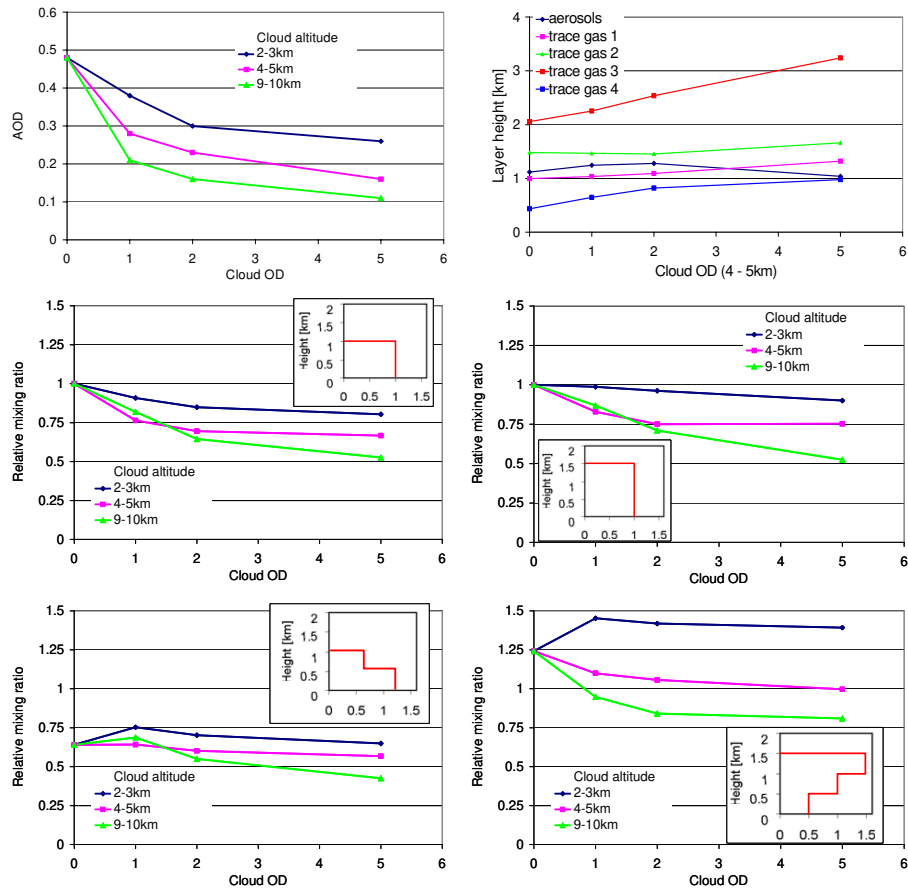 0.6
0.5
0.4
0.3
0.2
0.1
0
AOD
0 1 2 3 4 5 6
Cloud OD
Cloud altitude
2-3km
4-5km
9-10km
4
3
2
1
0
Layer height [km]
0 1 2 3 4 5 6
Cloud OD (4 - 5km)
aerosols
trace gas 1
trace gas 2
trace gas 3
trace gas 4
1.5
1.25
1
0.75
0.5
0.25
0
Relative mixing ratio
0 1 2 3 4 5 6
Cloud OD
Cloud altitude
2-3km
4-5km
9-10km
Height [km]
2
1.5
1
0.5
0
0 0.5 1 1.5
1.5
1.25
1
0.75
0.5
0.25
0
Relative mixing ratio
0 1 2 3 4 5 6
Cloud OD
Cloud altitude
2-3km
4-5km
9-10km
Height [km]
2
1.5
1
0.5
0
0 0.5 1 1.5
1.5
1.25
1
0.75
0.5
0.25
0
Relative mixing ratio
0 1 2 3 4 5 6
Cloud OD
Cloud altitude
2-3km
4-5km
9-10km
Height [km]
2
1.5
1
0.5
0
0 0.5 1 1.5
1.5
1.25
1
0.75
0.5
0.25
0
Relative mixing ratio
0 1 2 3 4 5 6
Cloud OD
Cloud altitude
2-3km
4-5km
9-10km
Height [km]
2
1.5
1
0.5
0
0 0.5 1 1.5